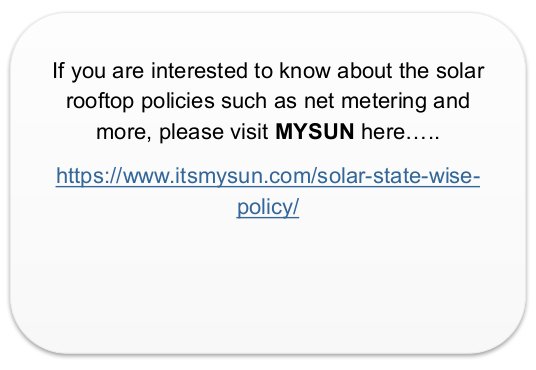 If you are interested to know about the solar
rooftop policies such as net metering and
more, please visit MYSUN here…..
https://www.itsmysun.com/solar-state-wise-
policy/